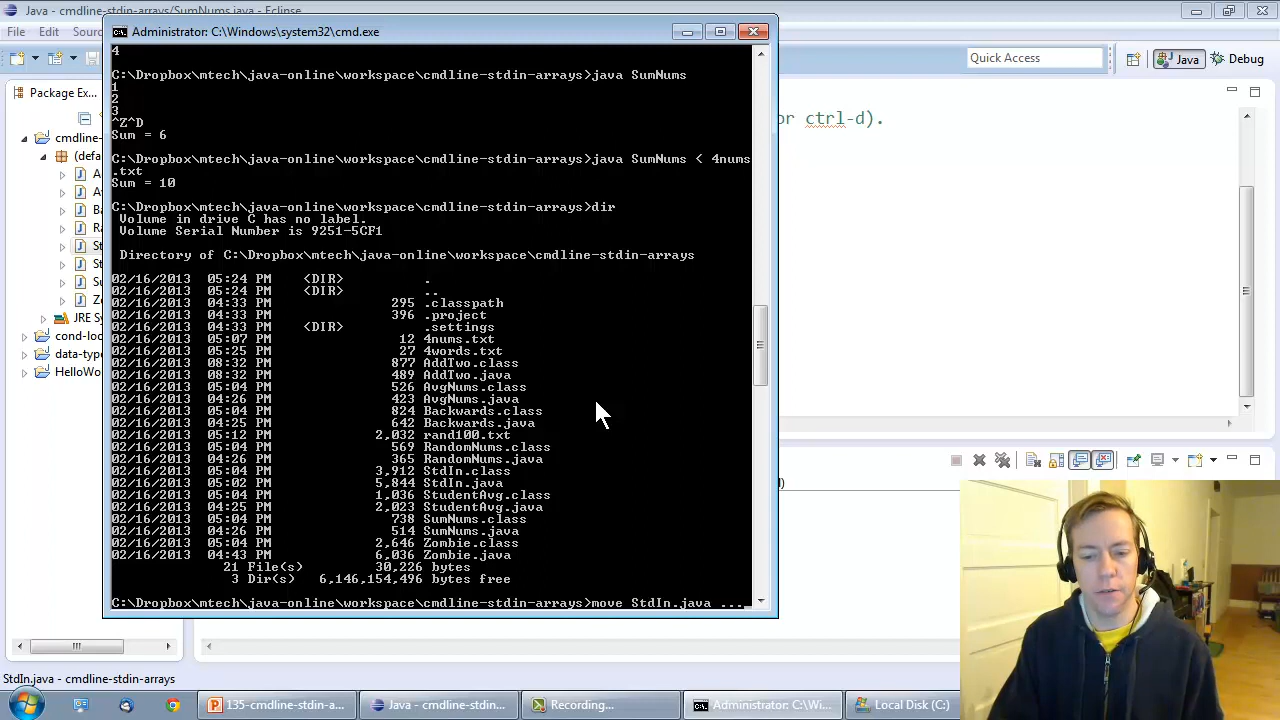 Java - cmdline-stdin-arrays/SumNums.java - Eclipse
Administrator: C:\Windows\system32\cmd.exe
File Edit
Quick Access
Java
Debug
Package Ex...
cmdline-
(defa
A
A
Ba
Ra
St
St
Su
Zo
JRE Sy
cond-loo
data-type
HelloWo
or ctrl-d).
4
C:\Dropbox\mtech\java-online\workspace\cmdline-stdin-arrays>java SumNums
1
2
3
^Z^D
Sum = 6
C:\Dropbox\mtech\java-online\workspace\cmdline-stdin-arrays>java SumNums < 4nums
.txt
Sum = 10
C:\Dropbox\mtech\java-online\workspace\cmdline-stdin-arrays>dir
Volume in drive C has no label.
Volume Serial Number is 9251-5CF1
Directory of C:\Dropbox\mtech\java-online\workspace\cmdline-stdin-arrays
02/16/2013 05:24 PM <DIR> .
02/16/2013 05:24 PM <DIR> ..
02/16/2013 04:33 PM 295 .classpath
02/16/2013 04:33 PM 396 .project
02/16/2013 04:33 PM <DIR> .settings
02/16/2013 05:07 PM 12 4nums.txt
02/16/2013 05:25 PM 27 4words.txt
02/16/2013 08:32 PM 877 AddTwo.class
02/16/2013 08:32 PM 489 AddTwo.java
02/16/2013 05:04 PM 526 AvgNums.class
02/16/2013 04:26 PM 423 AvgNums.java
02/16/2013 05:04 PM 824 Backwards.class
02/16/2013 04:25 PM 642 Backwards.java
02/16/2013 05:12 PM 2,032 rand100.txt
02/16/2013 05:04 PM 569 RandomNums.class
02/16/2013 04:26 PM 365 RandomNums.java
02/16/2013 05:04 PM 3,912 StdIn.class
02/16/2013 05:02 PM 5,844 StdIn.java
02/16/2013 05:04 PM 1,036 StudentAvg.class
02/16/2013 04:26 PM 2,023 StudentAvg.java
02/16/2013 05:04 PM 738 SumNums.class
02/16/2013 04:26 PM 514 SumNums.java
02/16/2013 05:04 PM 2,646 Zombie.class
02/16/2013 04:43 PM 6,036 Zombie.java
21 File(s) 30,226 bytes
3 Dir(s) 6,146,154,496 bytes free
C:\Dropbox\mtech\java-online\workspace\cmdline-stdin-arrays>move StdIn.java ...
StdIn.java - cmdline-stdin-arrays
135-cmdline-stdin-a...
Java - cmdline-stdin...
Recording...
Administrator: C:\Wi...
Local Disk (C:)